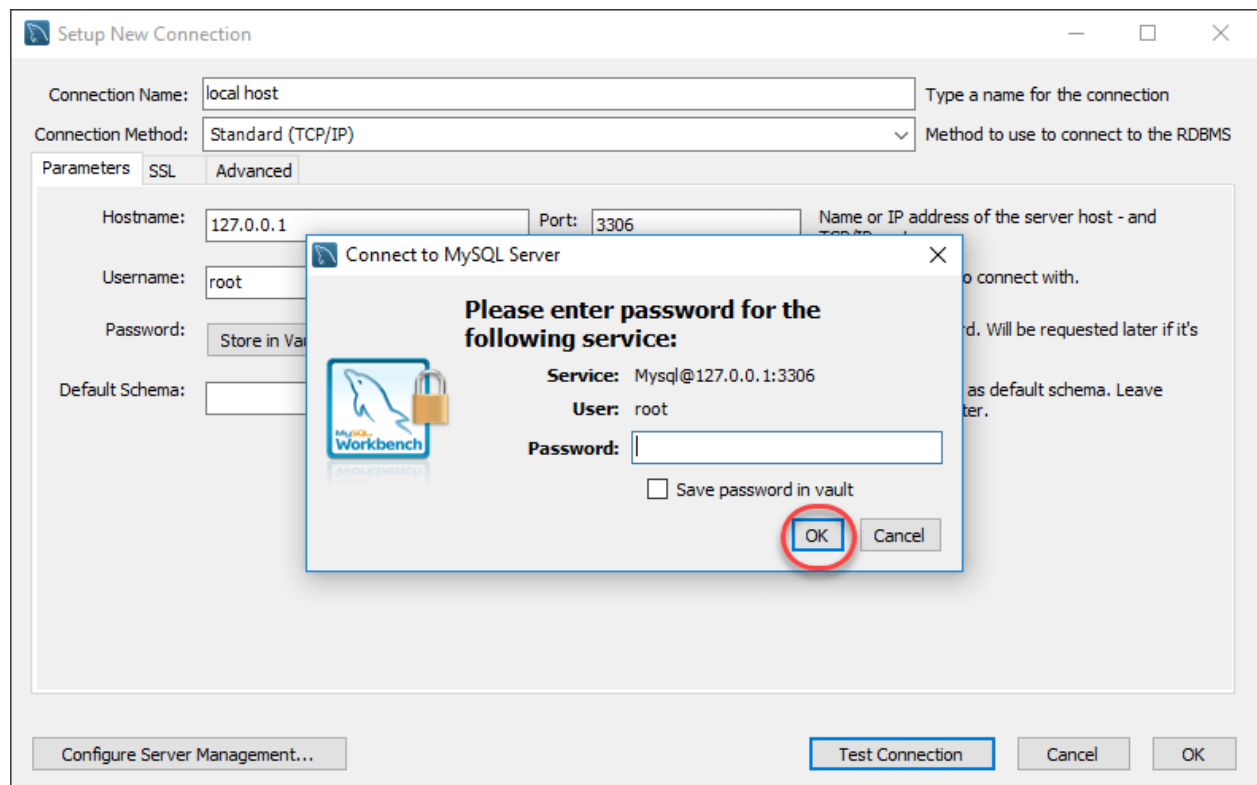 Setup New Connection
Connection Name: local host Type a name for the connection
Connection Method: Standard (TCP/IP) Method to use to connect to the RDBMS
Parameters SSL Advanced
Hostname: 127.0.0.1 Port: 3306 Name or IP address of the server host - and
Username: root o connect with.
Password: Store in Vau d. Will be requested later if it's
Default Schema: as default schema. Leave
ter.
Connect to MySQL Server
Please enter password for the
following service:
Service: Mysql@127.0.0.1:3306
User: root
Password:
Save password in vault
OK Cancel
MySQL
Workbench
Configure Server Management... Test Connection Cancel OK